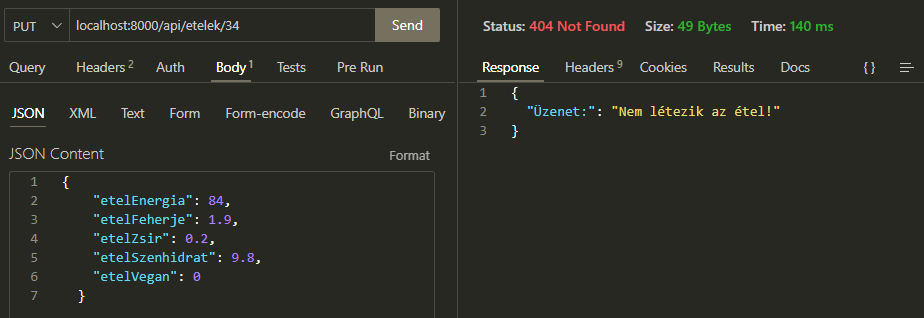 PUT localhost:8000/api/etelek/34 Send
Query Headers 2 Auth Body 1 Tests Pre Run
JSON XML Text Form Form-encode GraphQL Binary
JSON Content Format
1 {
2 "etelEnergia": 84,
3 "etelFeherje": 1.9,
4 "etelZsir": 0.2,
5 "etelSzenhidrat": 9.8,
6 "etelVegan": 0
7 }
Status: 404 Not Found Size: 49 Bytes Time: 140 ms
Response Headers 9 Cookies Results Docs {}
1 {
2 "Üzenet:": "Nem létezik az étel!"
3 }